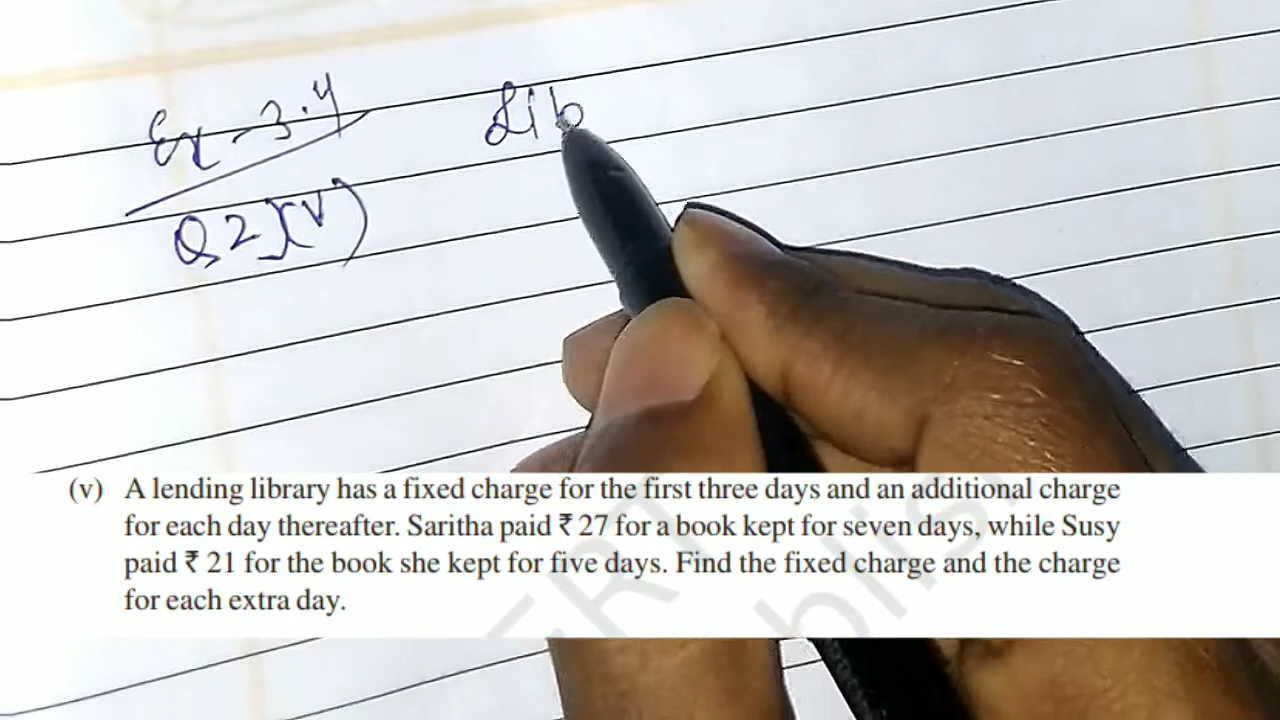 Ex - 3.4
Q2)(v)
Lib
(v) A lending library has a fixed charge for the first three days and an additional charge
for each day thereafter. Saritha paid ₹ 27 for a book kept for seven days, while Susy
paid ₹ 21 for the book she kept for five days. Find the fixed charge and the charge
for each extra day.